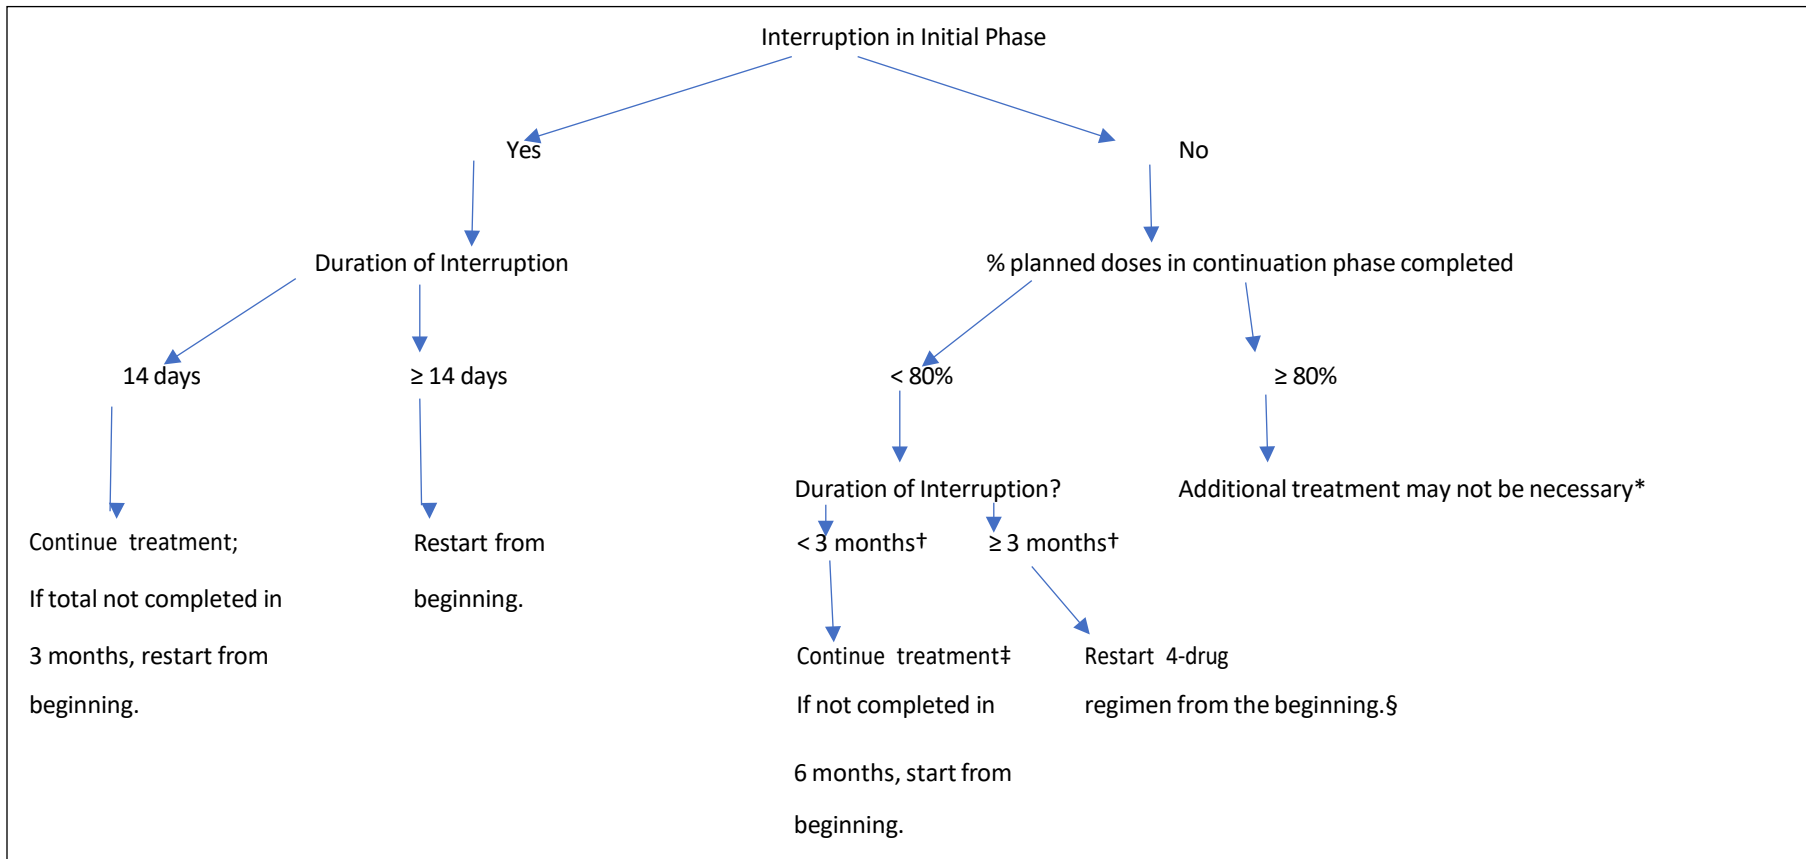 Interruption in Initial Phase
Yes
No
Duration of Interruption
% planned doses in continuation phase completed
14 days
≥ 14 days
< 80%
≥ 80%
Duration of Interruption?
Additional treatment may not be necessary*
Continue treatment;
If total not completed in
3 months, restart from
beginning.
Restart from
beginning.
< 3 months†
≥ 3 months†
Continue treatment‡
If not completed in
6 months, start from
beginning.
Restart 4-drug
regimen from the beginning.§